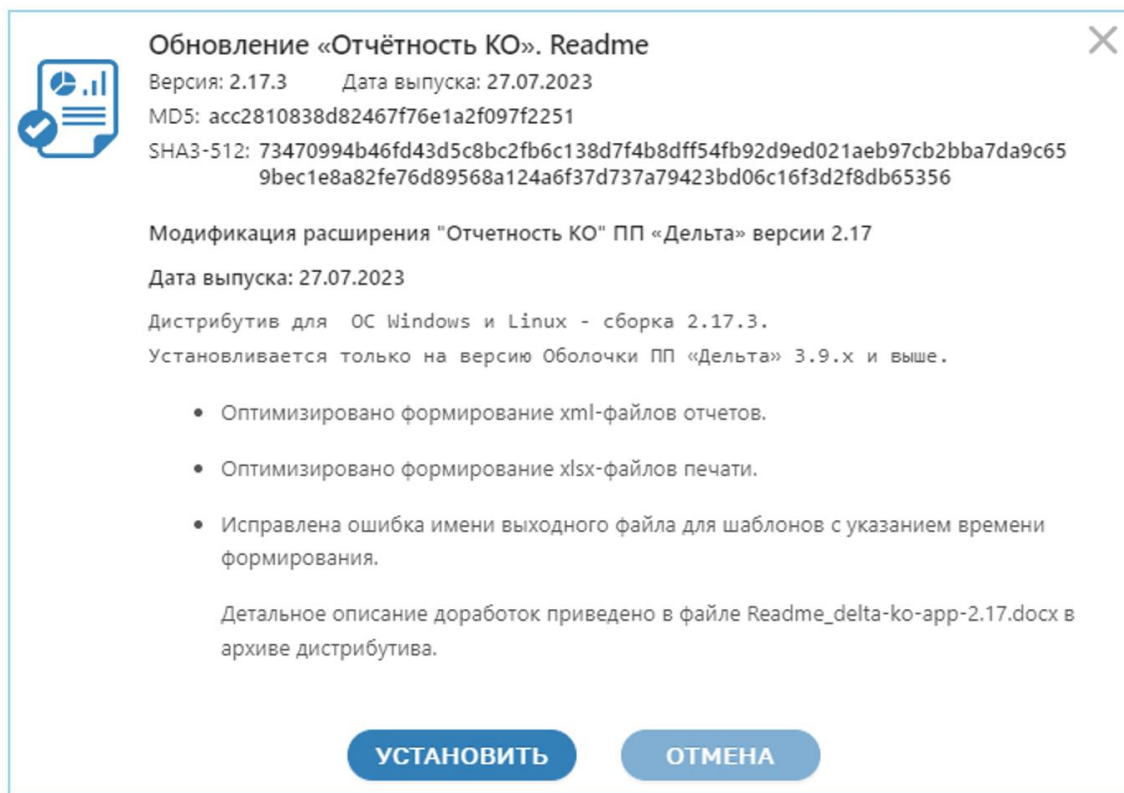 Обновление «Отчётность КО». Readme
Версия: 2.17.3 Дата выпуска: 27.07.2023
MD5: acc2810838d82467f76e1a2f097f2251
SHA3-512: 73470994b46fd43d5c8bc2fb6c138d7f4b8dff54fb92d9ed021aeb97cb2bba7da9c65
9bec1e8a82fe76d89568a124a6f37d737a79423bd06c16f3d2f8db65356
Модификация расширения "Отчетность КО" ПП «Дельта» версии 2.17
Дата выпуска: 27.07.2023
Дистрибутив для ОС Windows и Linux - сборка 2.17.3.
Установливается только на версию Оболочки ПП «Дельта» 3.9.x и выше.
• Оптимизировано формирование xml-файлов отчетов.
• Оптимизировано формирование xlsx-файлов печати.
• Исправлена ошибка имени выходного файла для шаблонов с указанием времени
формирования.
Детальное описание доработок приведено в файле Readme_delta-ko-app-2.17.docx в
архиве дистрибутива.
УСТАНОВИТЬ ОТМЕНА